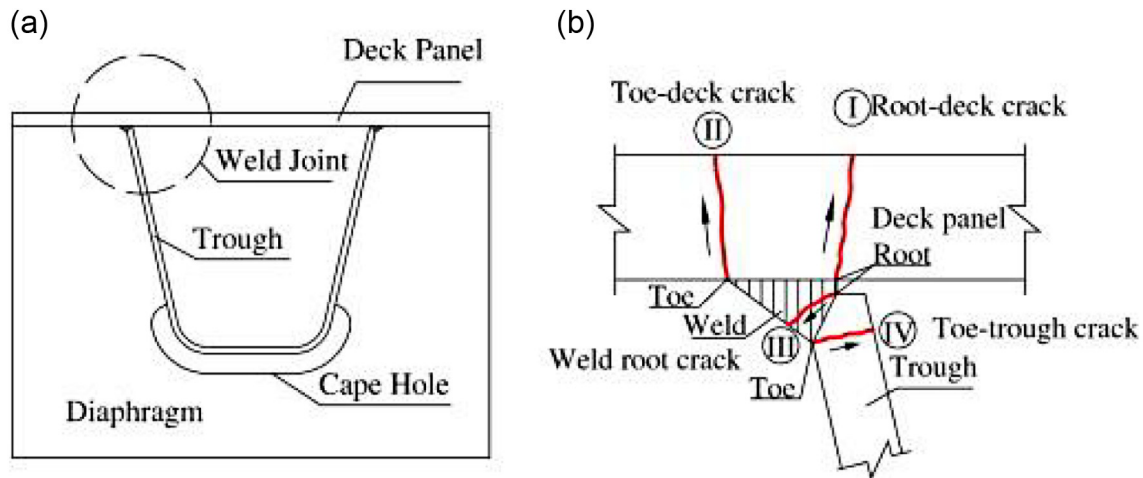 (a)
Deck Panel
Weld Joint
Trough
Cape Hole
Diaphragm
(b)
Toe-deck crack
I
Root-deck crack
II
Deck panel
Root
Toe
Weld
III
IV
Toe-trough crack
Weld root crack
Trough
Toe